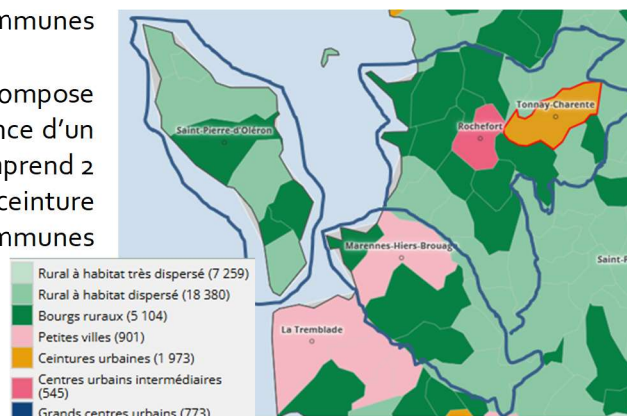 mmunes
ompose
nce d'un
prend 2
ceinture
mmunes
Saint-Pierre-d'Oléron
Tonnay-Charente
Rochefort
Marennes-Hiers-Brouag
Saint-P
La Tremblade
Rural à habitat très dispersé (7 259)
Rural à habitat dispersé (18 380)
Bourgs ruraux (5 104)
Petites villes (901)
Ceintures urbaines (1 973)
Centres urbains intermédiaires
(545)
Grands centres urbains (773)